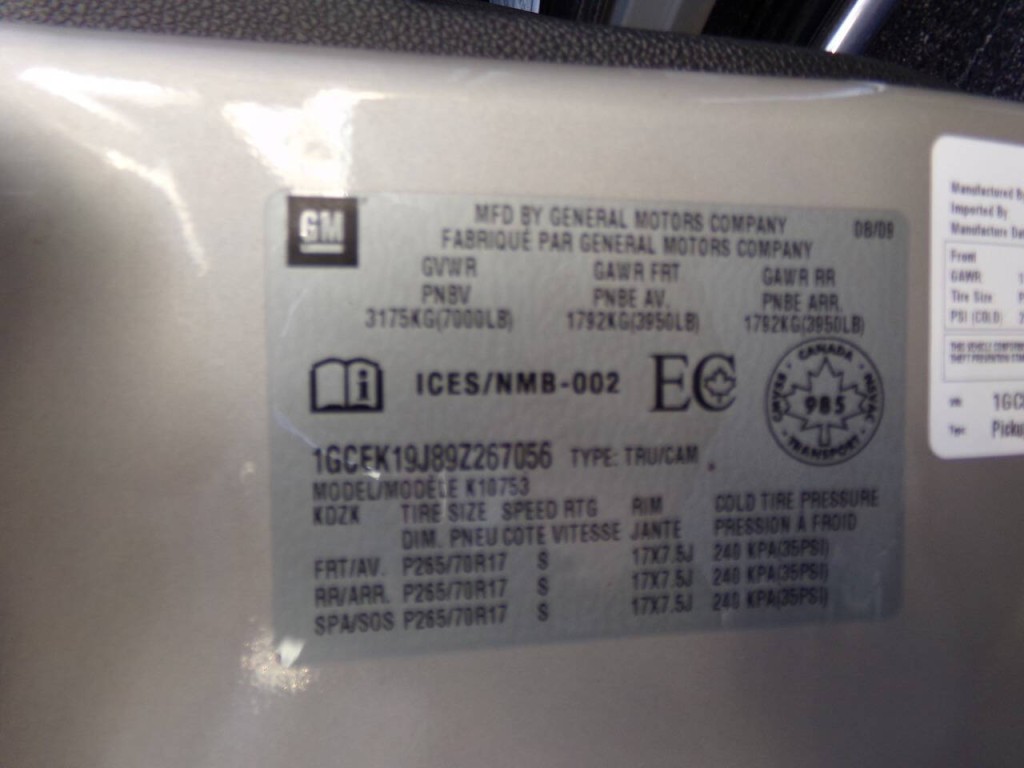 GM
MFD BY GENERAL MOTORS COMPANY 08/09
FABRIQUÉ PAR GENERAL MOTORS COMPANY
GVWR GAWR FRT GAWR RR
PNBV PNBE AV. PNBE ARR.
3175KG(7000LB) 1792KG(3950LB) 1792KG(3950LB)
i ICES/NMB-002 EC
CANADA
985
TRANSPORT
1GCEK19J89Z267056 TYPE: TRU/CAM
MODEL/MODÈLE K10753
KDZK TIRE SIZE SPEED RTG RIM COLD TIRE PRESSURE
DIM. PNEU COTE VITESSE JANTE PRESSION À FROID
FRT/AV. P265/70R17 S 17X7.5J 240 KPA(35PSI)
RR/ARR. P265/70R17 S 17X7.5J 240 KPA(35PSI)
SPA/SOS P265/70R17 S 17X7.5J 240 KPA(35PSI)
Manufactured
Imported By
Manufacture
Front
GAWR
Tire Size
PSI (COLD)
1GC